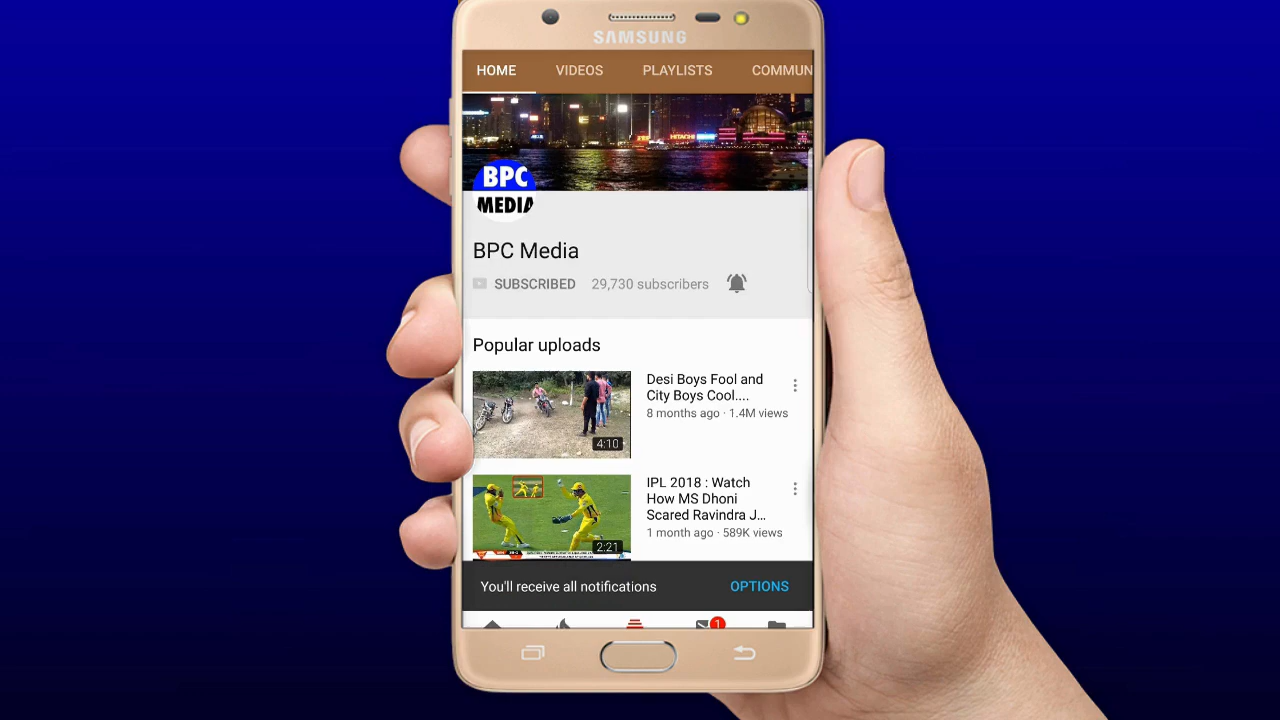 SAMSUNG
HOME VIDEOS PLAYLISTS COMMUN
HITACHI
BPC
MEDIA
BPC Media
SUBSCRIBED 29,730 subscribers
Popular uploads
Desi Boys Fool and
City Boys Cool....
8 months ago · 1.4M views
4:10
IPL 2018 : Watch
How MS Dhoni
Scared Ravindra J...
1 month ago · 589K views
2:21
You'll receive all notifications OPTIONS
1